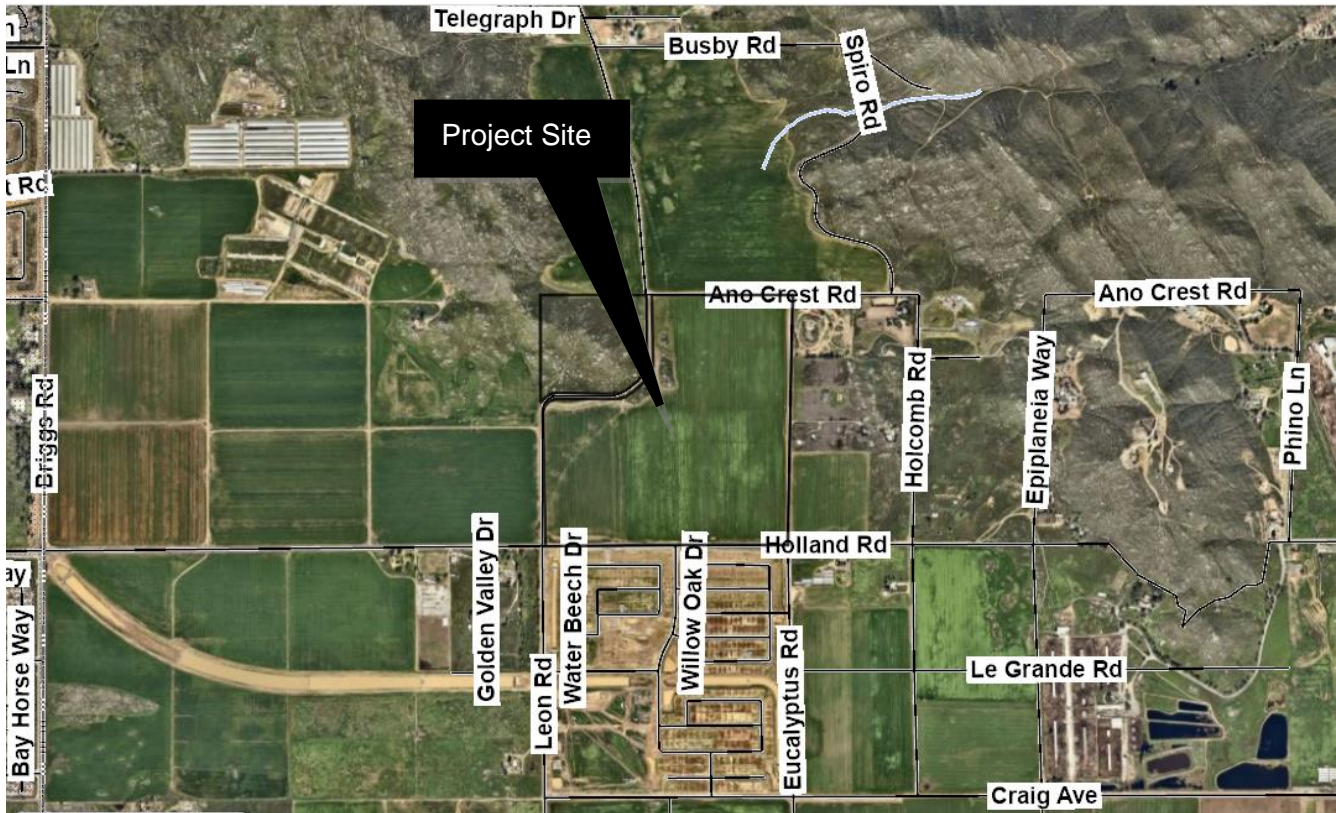 Telegraph Dr
Busby Rd
Ln
Spiro Rd
Project Site
t Rd
Ano Crest Rd
Ano Crest Rd
Briggs Rd
Holcomb Rd
Epiplaneia Way
Phino Ln
Holland Rd
Golden Valley Dr
Water Beech Dr
Willow Oak Dr
ay
Bay Horse Way
Leon Rd
Eucalyptus Rd
Le Grande Rd
Craig Ave